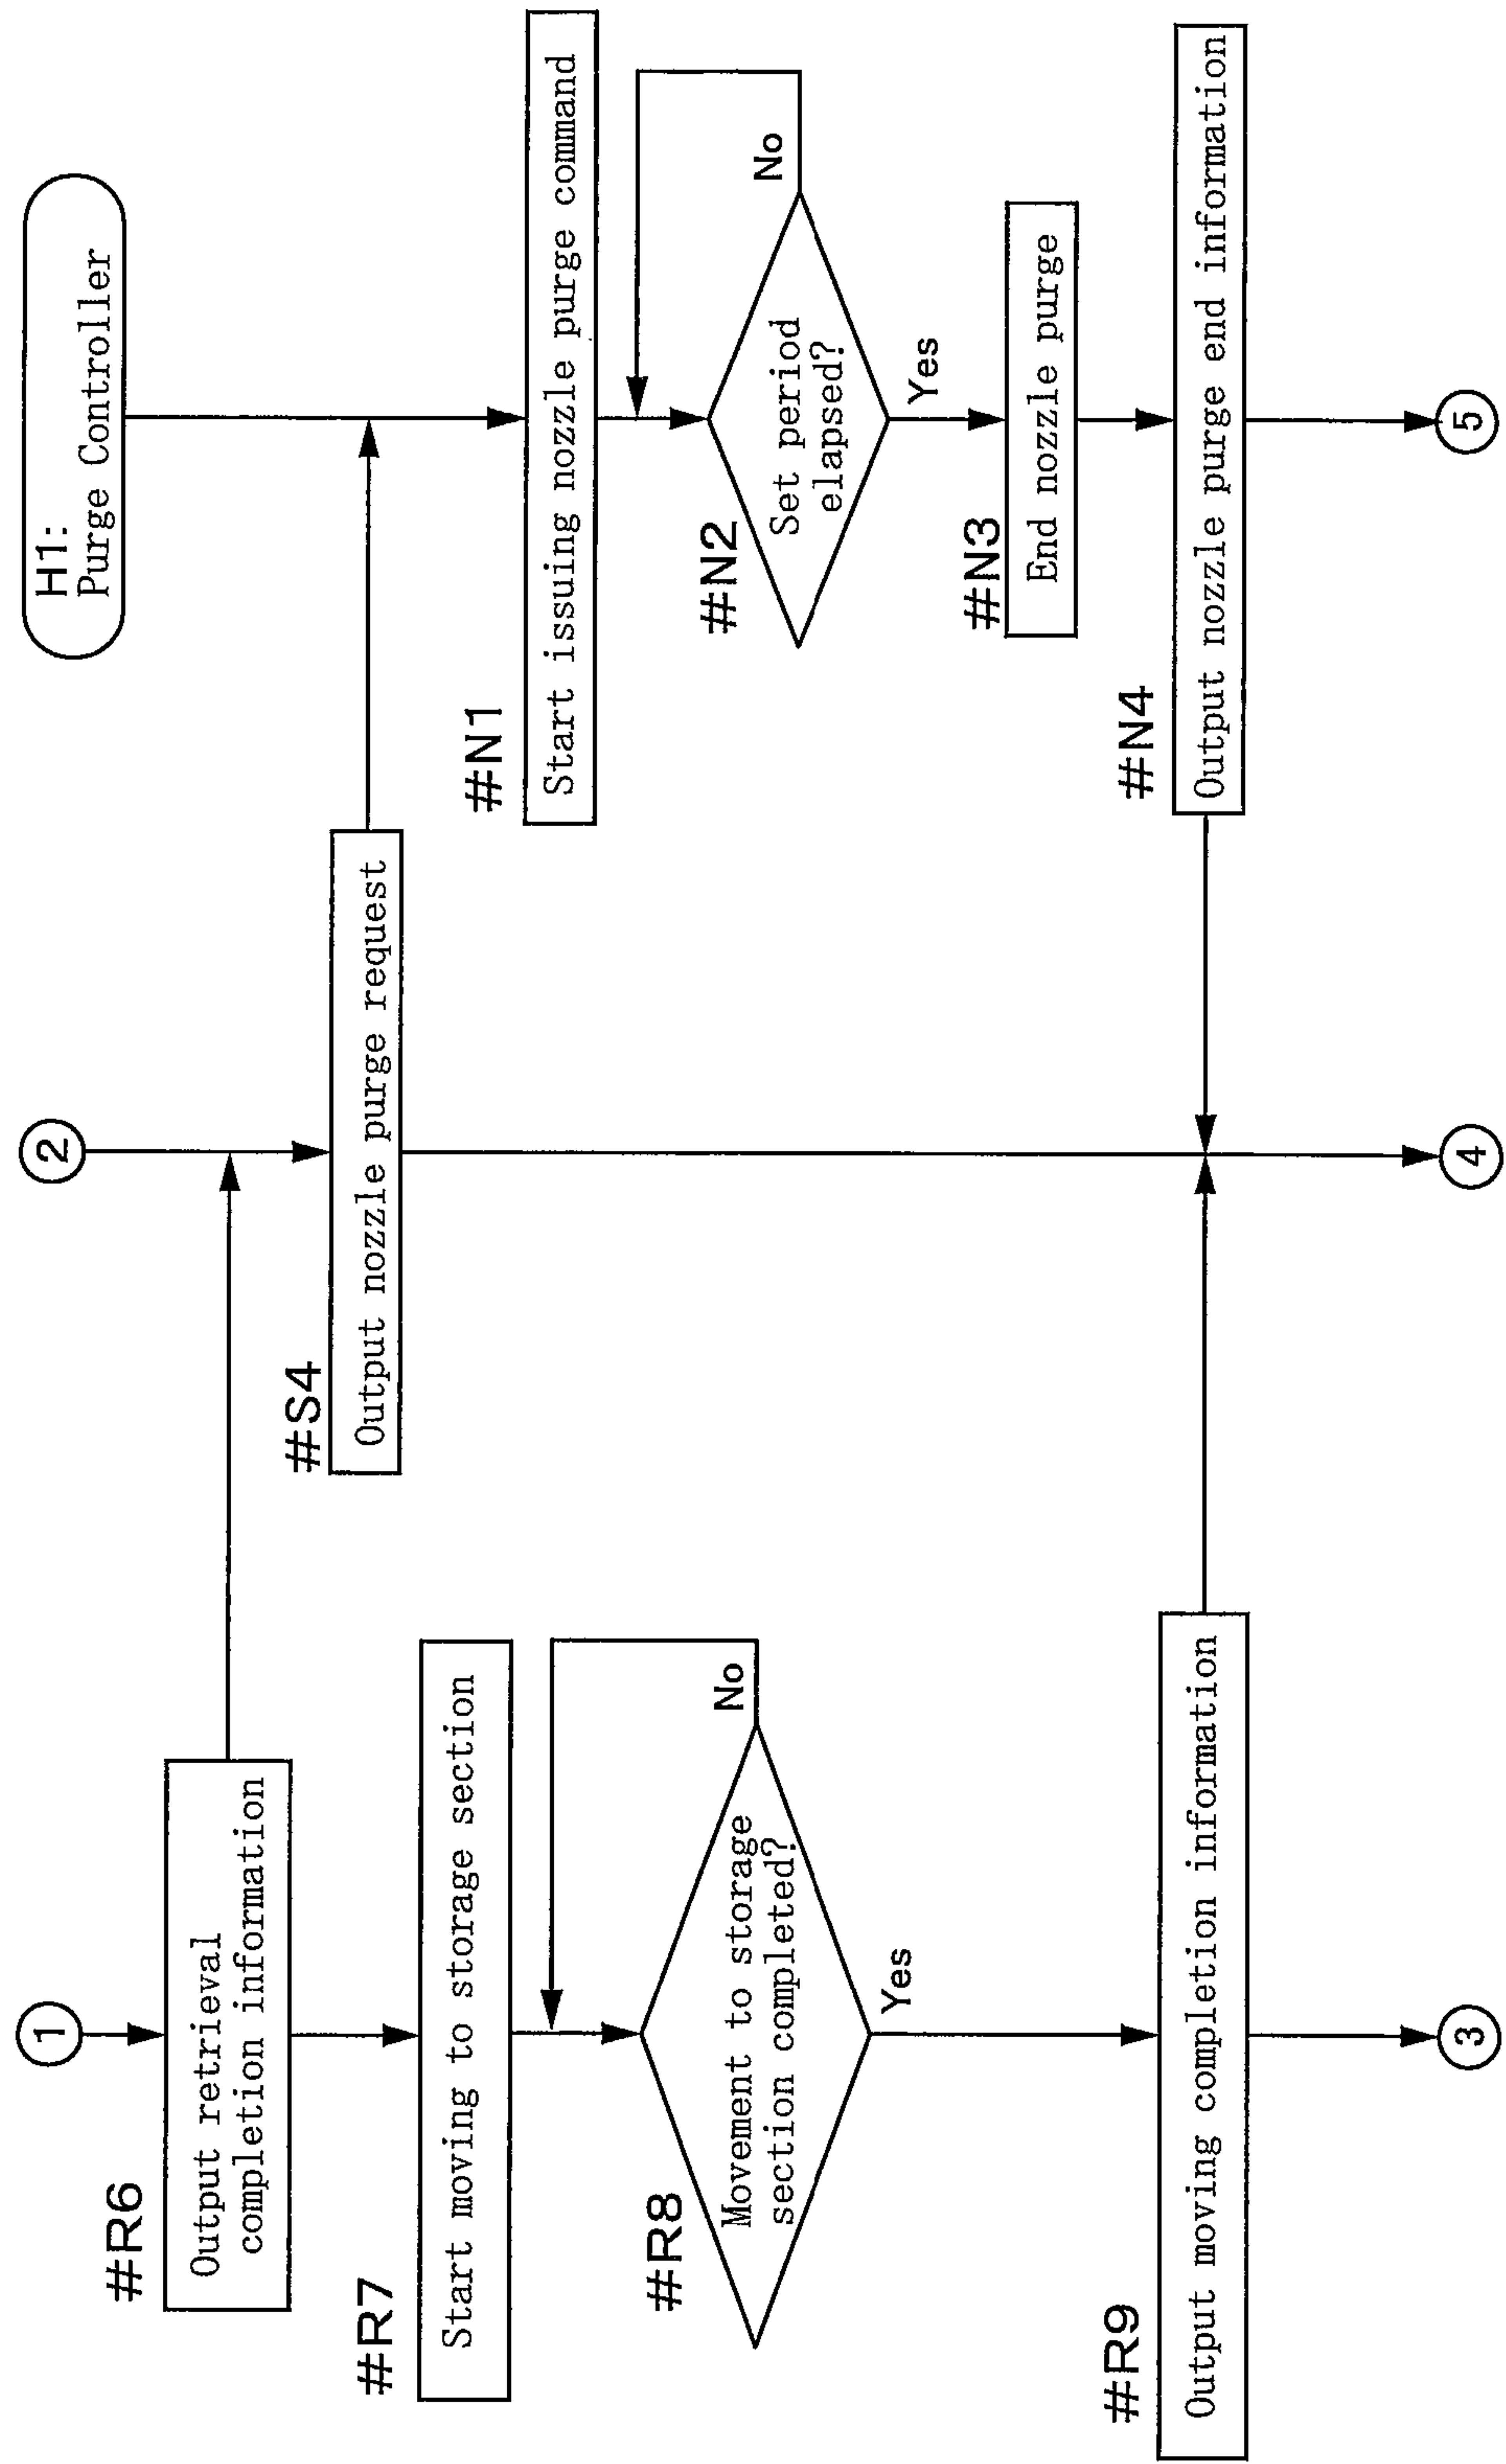 1
#R6
Output retrieval
completion information
#R7
Start moving to storage section
#R8
Movement to storage
section completed?
No
Yes
#R9
Output moving completion information
3
2
#S4
Output nozzle purge request
4
H1:
Purge Controller
#N1
Start issuing nozzle purge command
#N2
Set period
elapsed?
No
Yes
#N3
End nozzle purge
#N4
Output nozzle purge end information
5